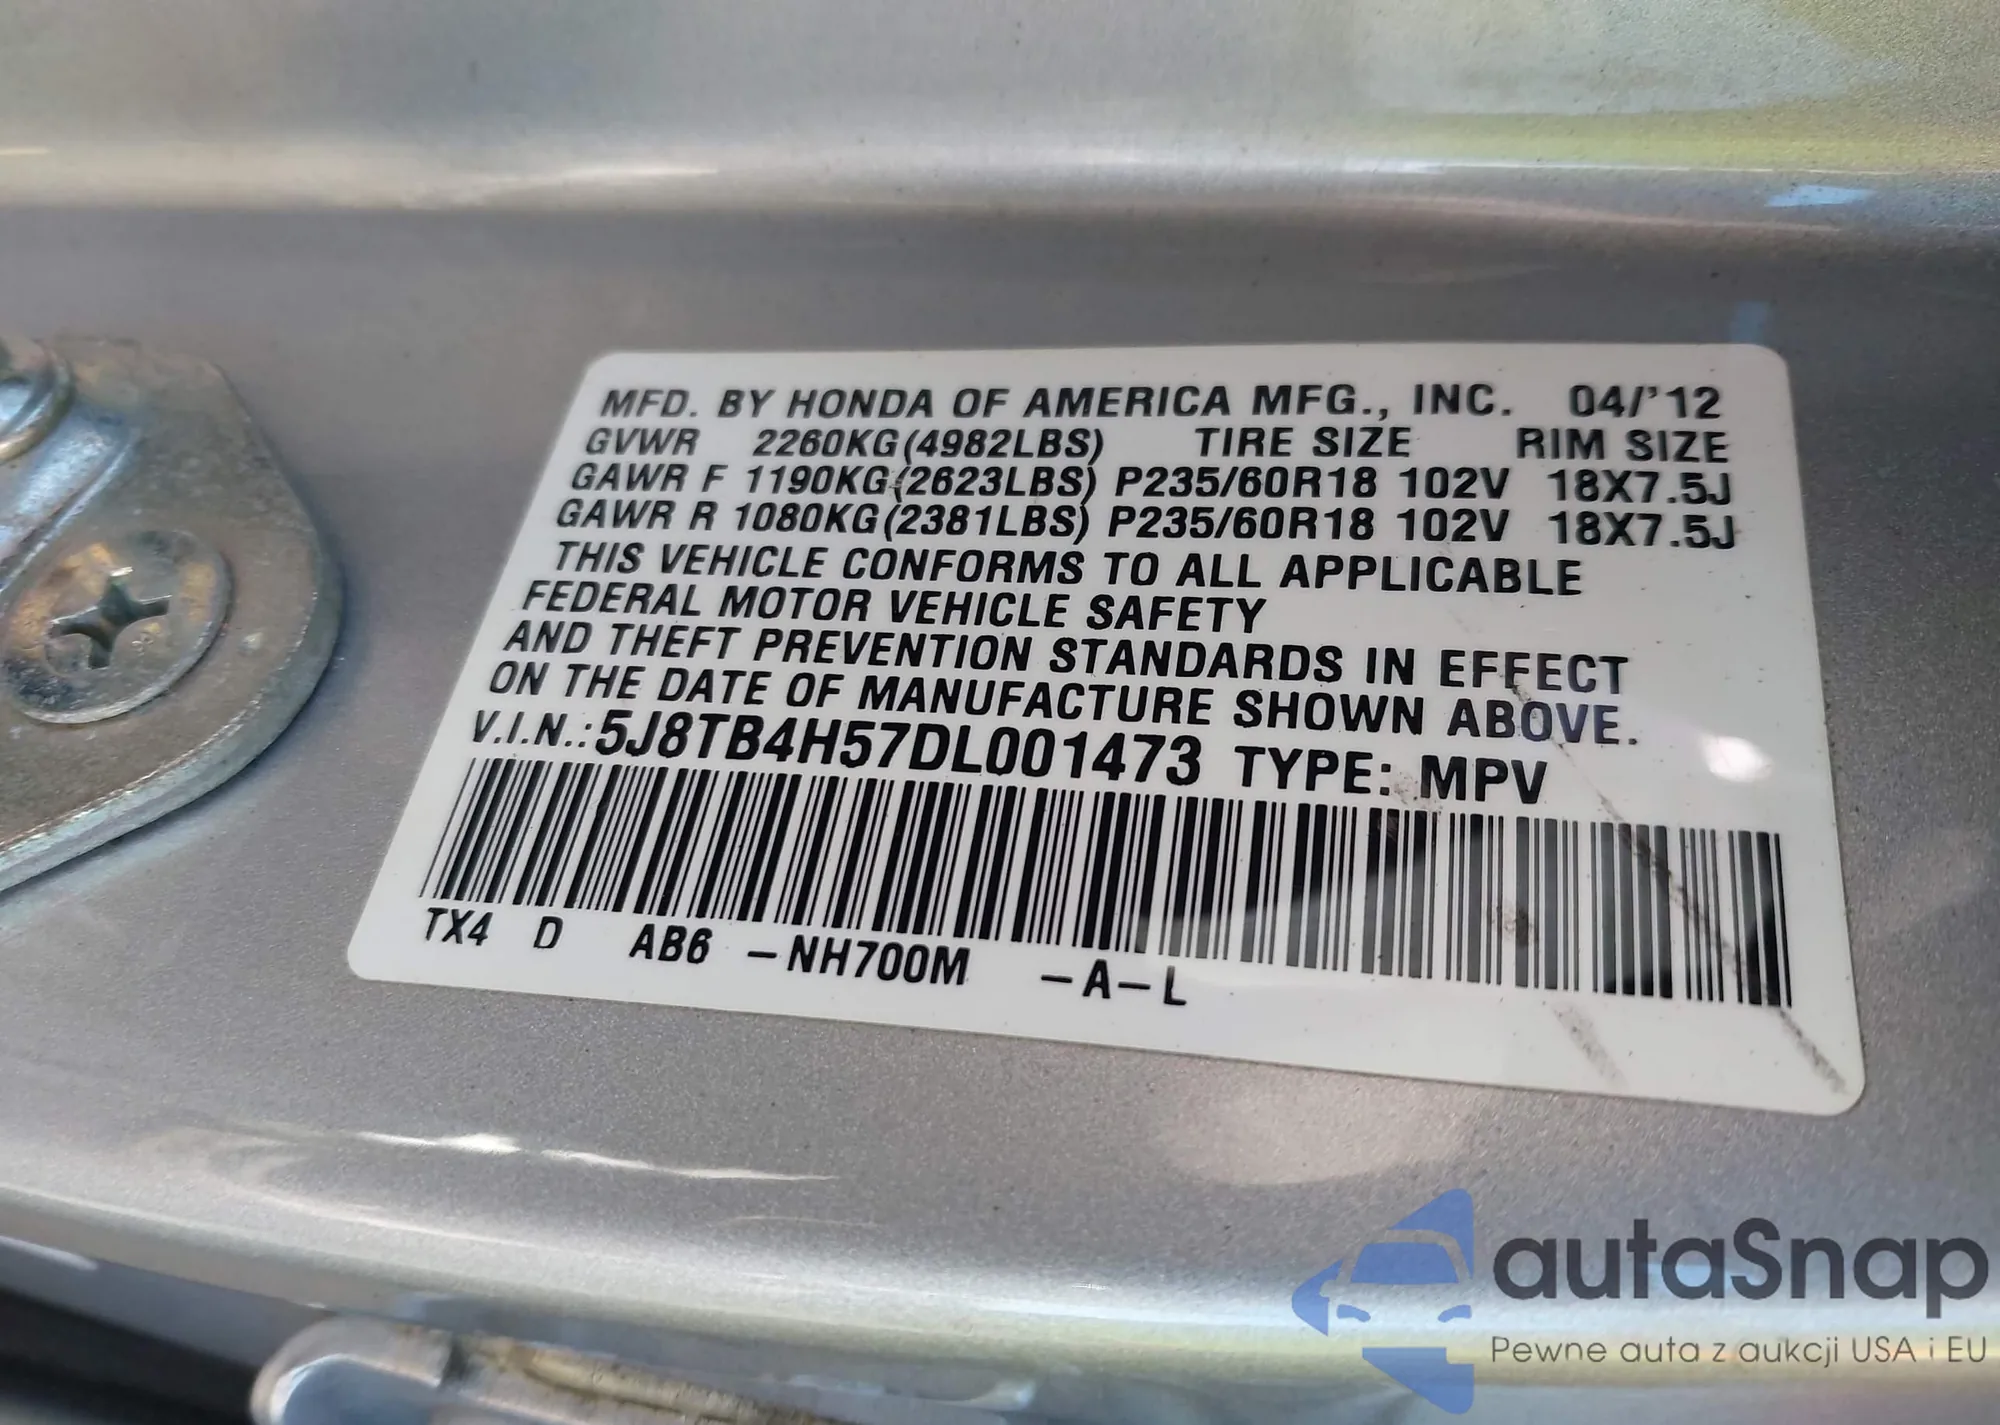 MFD. BY HONDA OF AMERICA MFG., INC. 04/'12
GVWR 2260KG(4982LBS) TIRE SIZE RIM SIZE
GAWR F 1190KG(2623LBS) P235/60R18 102V 18X7.5J
GAWR R 1080KG(2381LBS) P235/60R18 102V 18X7.5J
THIS VEHICLE CONFORMS TO ALL APPLICABLE
FEDERAL MOTOR VEHICLE SAFETY
AND THEFT PREVENTION STANDARDS IN EFFECT
ON THE DATE OF MANUFACTURE SHOWN ABOVE.
V.I.N.:5J8TB4H57DL001473 TYPE: MPV
TX4 D AB6 -NH700M -A-L
autaSnap
Pewne auta z aukcji USA i EU